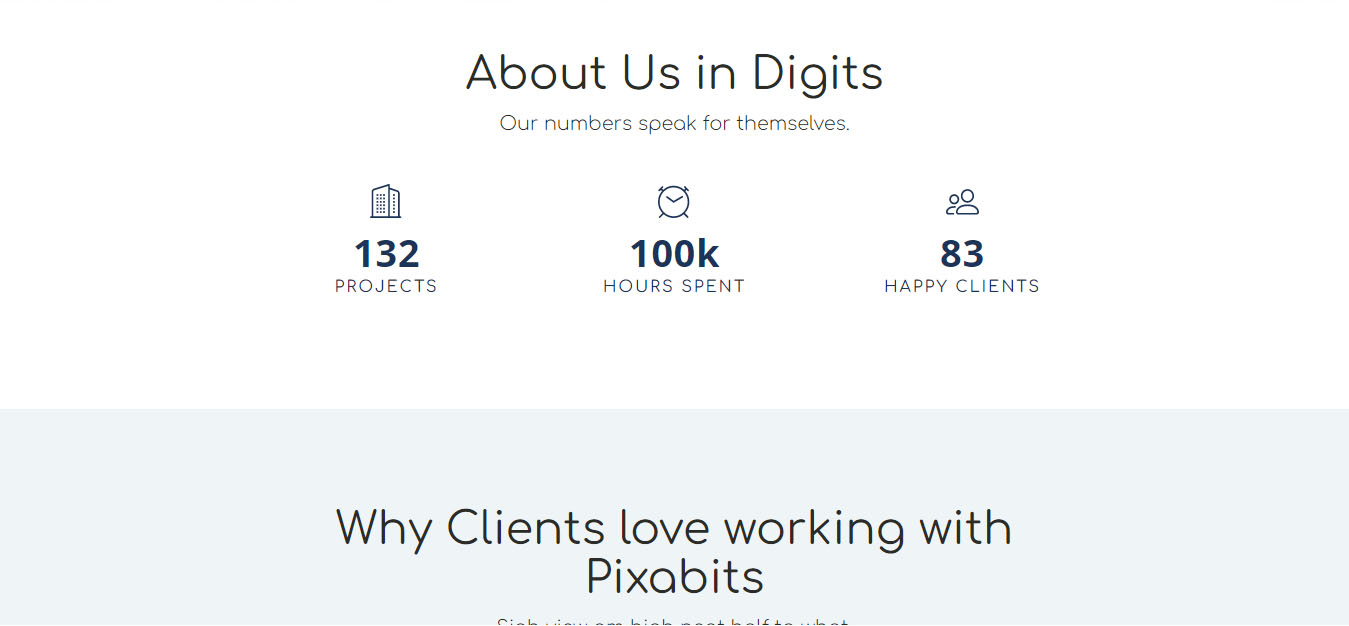 About Us in Digits
Our numbers speak for themselves.
132
PROJECTS
100k
HOURS SPENT
83
HAPPY CLIENTS
Why Clients love working with
Pixabits